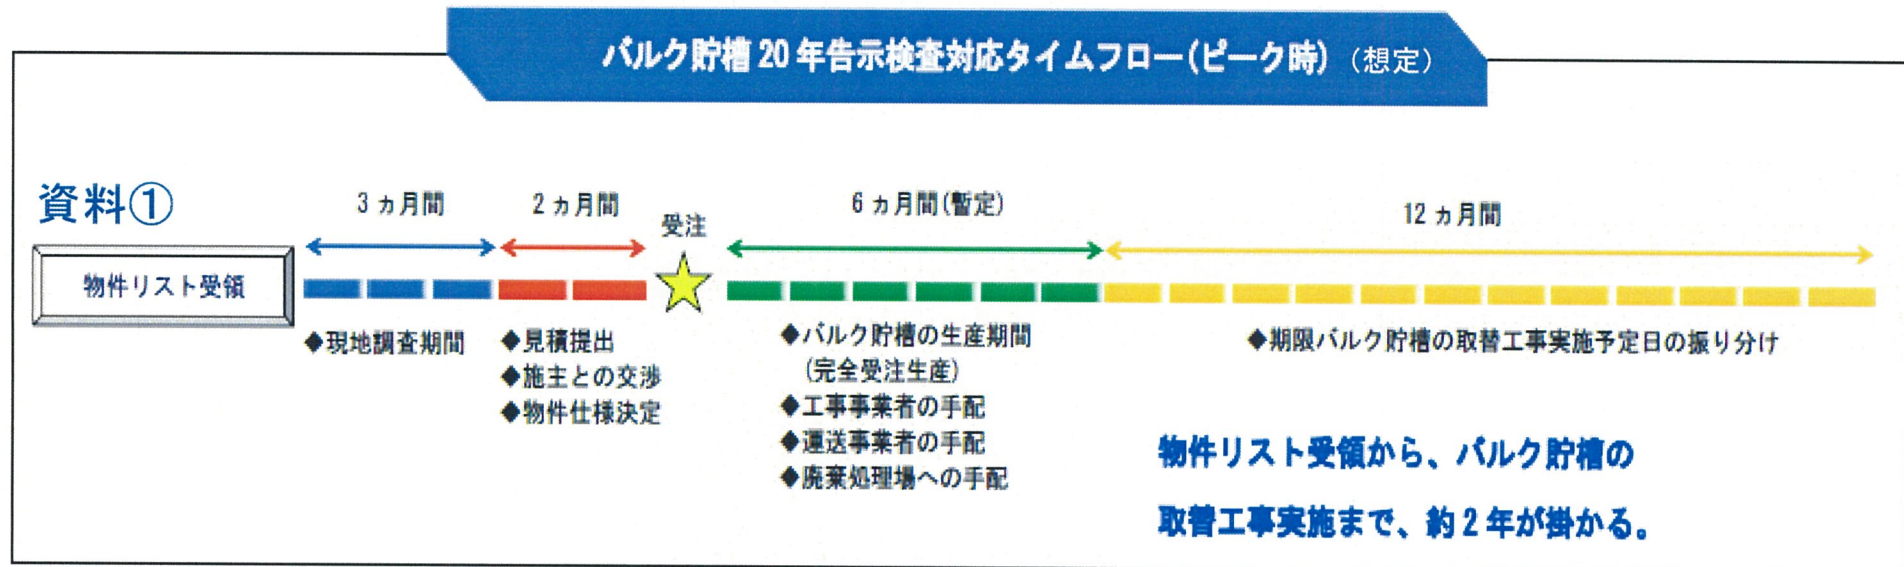 バルク貯槽20年告示検査対応タイムフロー(ピーク時)（想定）
資料①
3ヵ月間
2ヵ月間
受注
6ヵ月間(暫定)
12ヵ月間
物件リスト受領
◆現地調査期間
◆見積提出
◆施主との交渉
◆物件仕様決定
◆バルク貯槽の生産期間
(完全受注生産)
◆工事事業者の手配
◆運送事業者の手配
◆廃棄処理場への手配
◆期限バルク貯槽の取替工事実施予定日の振り分け
物件リスト受領から、バルク貯槽の
取替工事実施まで、約2年が掛かる。